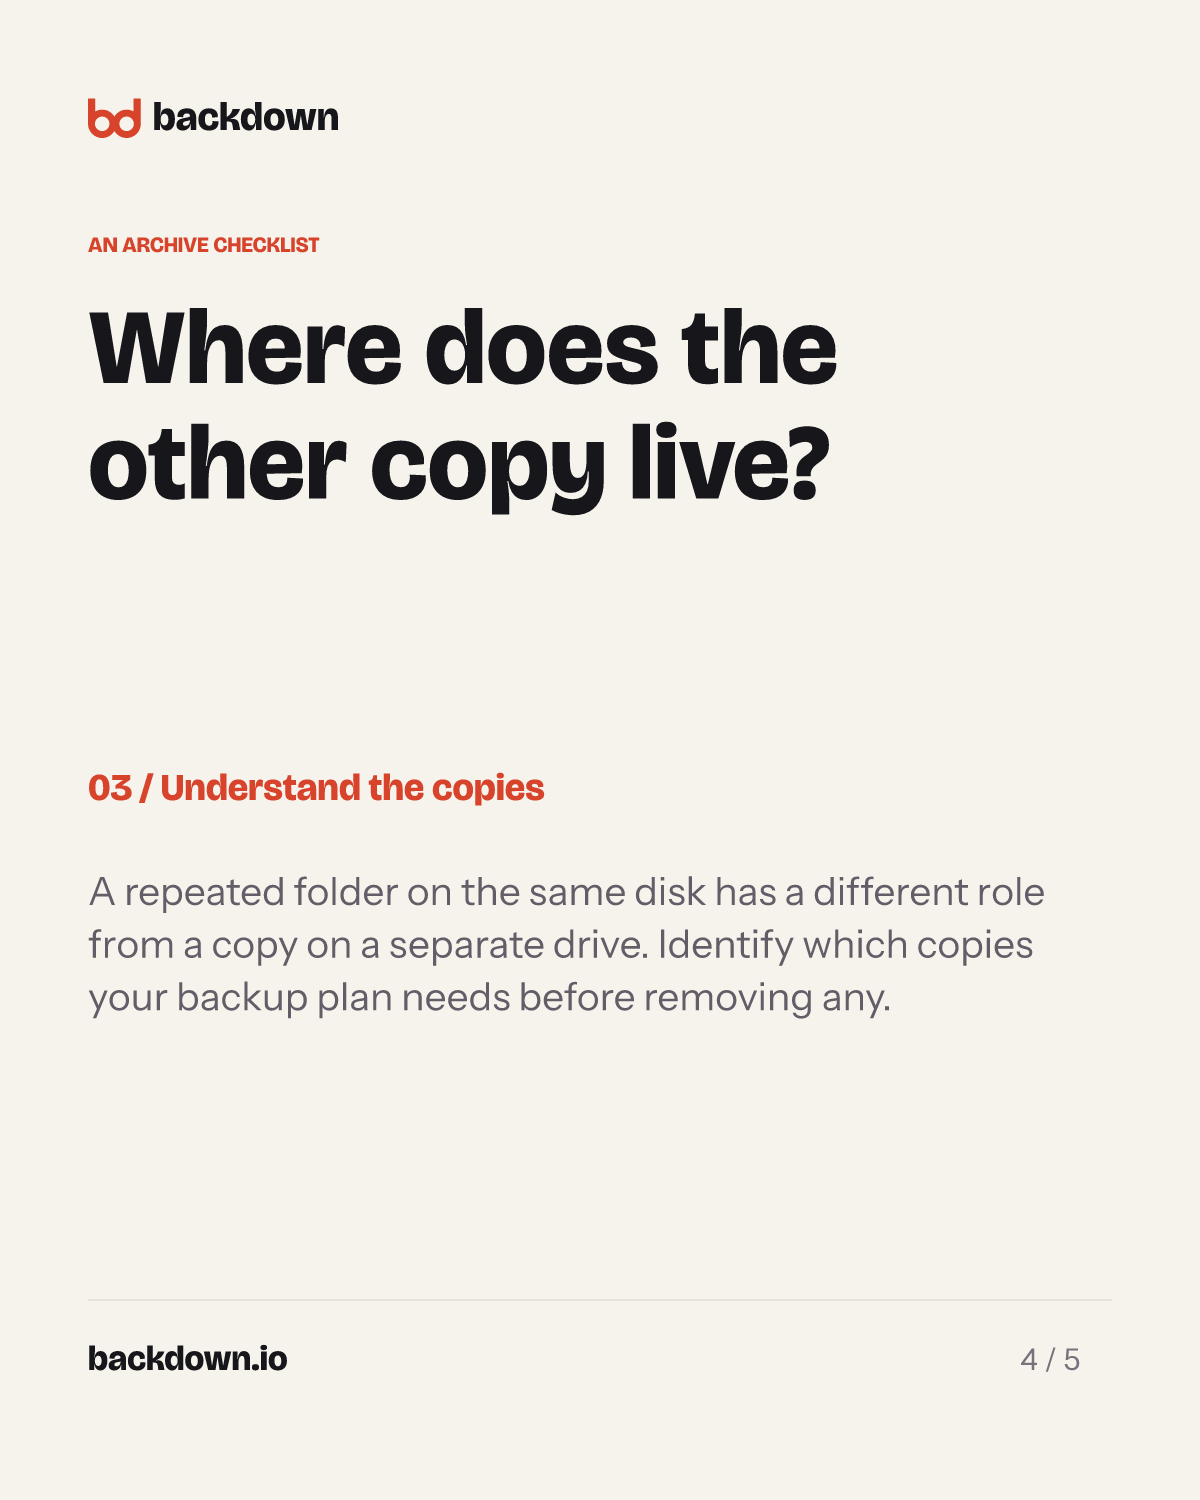 bd backdown
AN ARCHIVE CHECKLIST
Where does the
other copy live?
03 / Understand the copies
A repeated folder on the same disk has a different role
from a copy on a separate drive. Identify which copies
your backup plan needs before removing any.
backdown.io
4 / 5